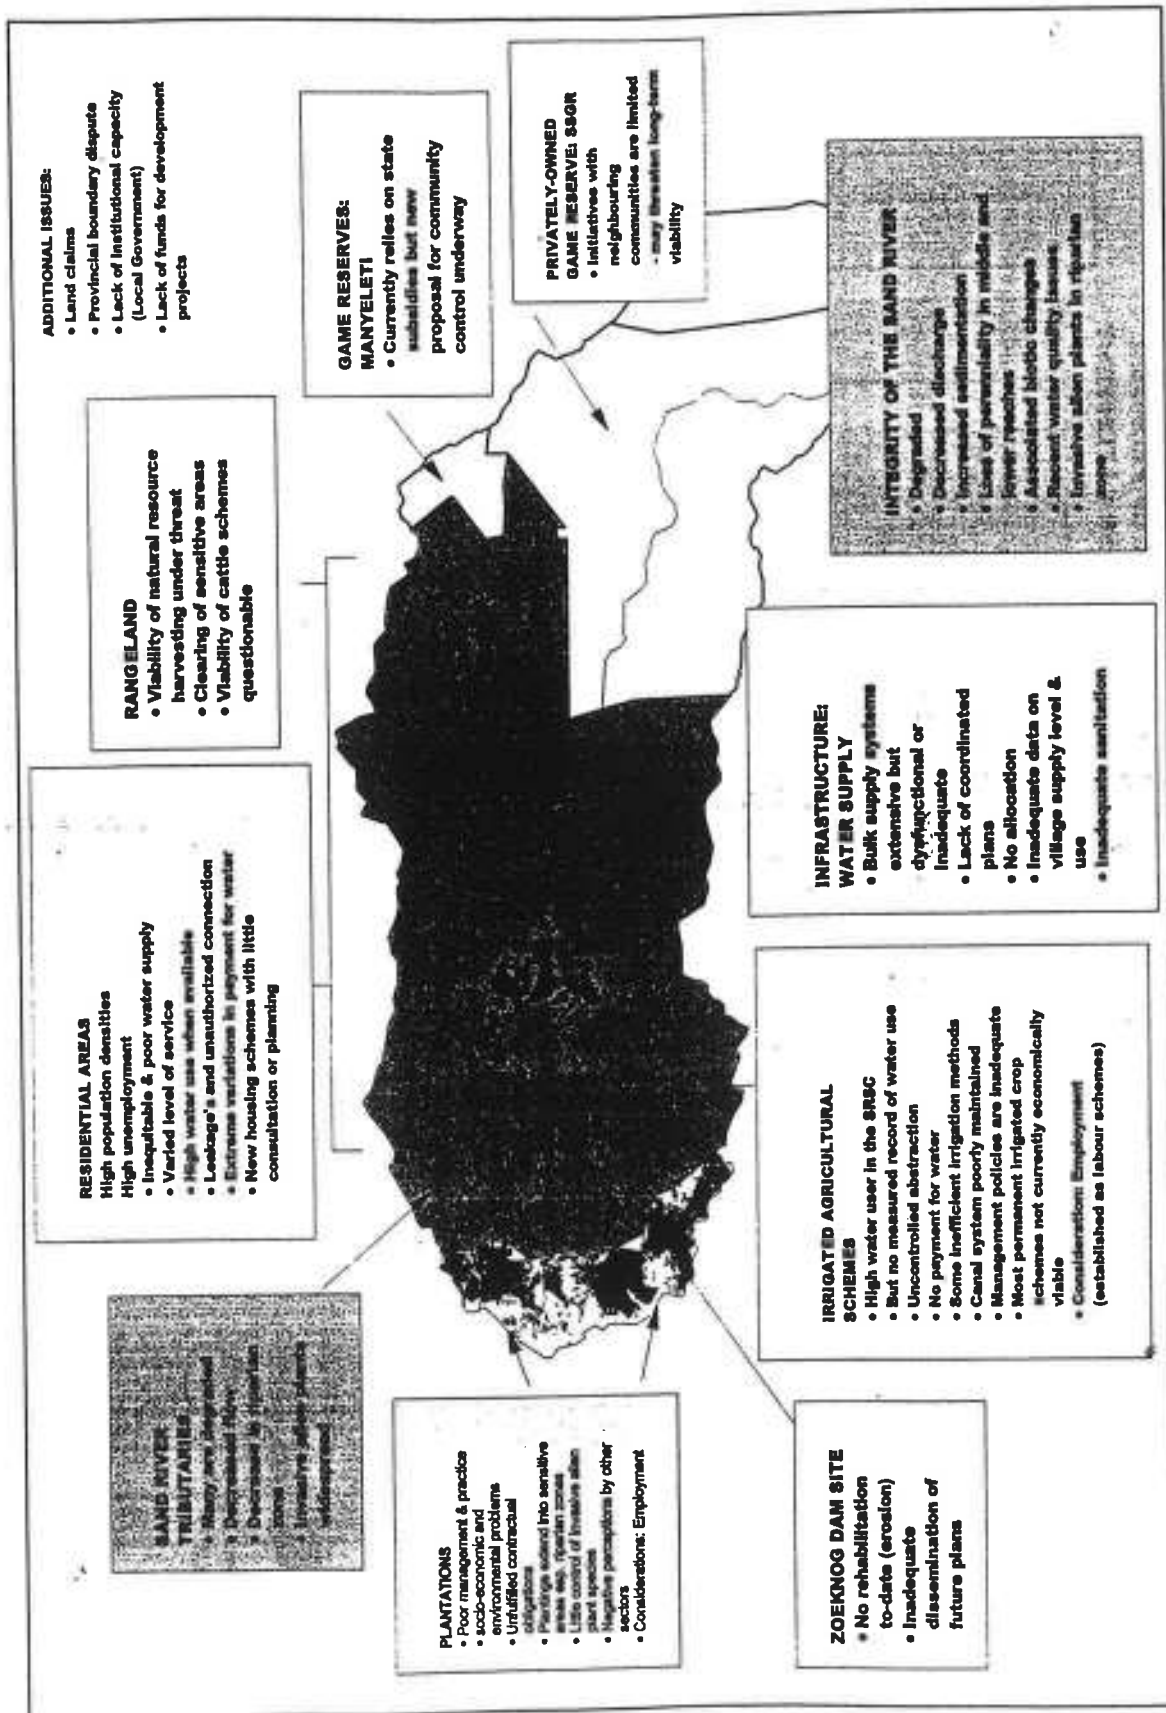 SAND RIVER
TRIBUTARIES
• Many are degraded
• Decreased flow
• Decrease in riparian
zone
• Invasive alien plants
widespread
RESIDENTIAL AREAS
High population densities
High unemployment
• Inequitable & poor water supply
• Varied level of service
• High water use when available
• Leakage's and unauthorized connection
• Extreme variations in payment for water
• New housing schemes with little
consultation or planning
RANGELAND
• Viability of natural resource
harvesting under threat
• Clearing of sensitive areas
• Viability of cattle schemes
questionable
ADDITIONAL ISSUES:
• Land claims
• Provincial boundary dispute
• Lack of institutional capacity
(Local Government)
• Lack of funds for development
projects
GAME RESERVES:
MANYELETI
• Currently relies on state
subsidies but new
proposal for community
control underway
PRIVATELY-OWNED
GAME RESERVE: SSGR
• Initiatives with
neighbouring
communities are limited
- may threaten long-term
viability
PLANTATIONS
• Poor management & practice
• socio-economic and
environmental problems
• Unfulfilled contractual
obligations
• Plantings extend into sensitive
areas esp. riparian zones
• Little control of invasive alien
plant species
• Negative perceptions by other
sectors
• Considerations: Employment
ZOEKNOG DAM SITE
• No rehabilitation
to-date (erosion)
• Inadequate
dissemination of
future plans
IRRIGATED AGRICULTURAL
SCHEMES
• High water user in the SRSC
• But no measured record of water use
• Uncontrolled abstraction
• No payment for water
• Some inefficient irrigation methods
• Canal system poorly maintained
• Management policies are inadequate
• Most permanent irrigated crop
schemes not currently economically
viable
• Consideration: Employment
(established as labour schemes)
INFRASTRUCTURE:
WATER SUPPLY
• Bulk supply systems
extensive but
dysfunctional or
inadequate
• Lack of coordinated
plans
• No allocation
• Inadequate data on
village supply level &
use
• Inadequate sanitation
INTEGRITY OF THE SAND RIVER
• Degraded
• Decreased discharge
• Increased sedimentation
• Loss of perenniality in middle and
lower reaches
• Associated biotic changes
• Recent water quality issues
• Invasive alien plants in riparian
zone